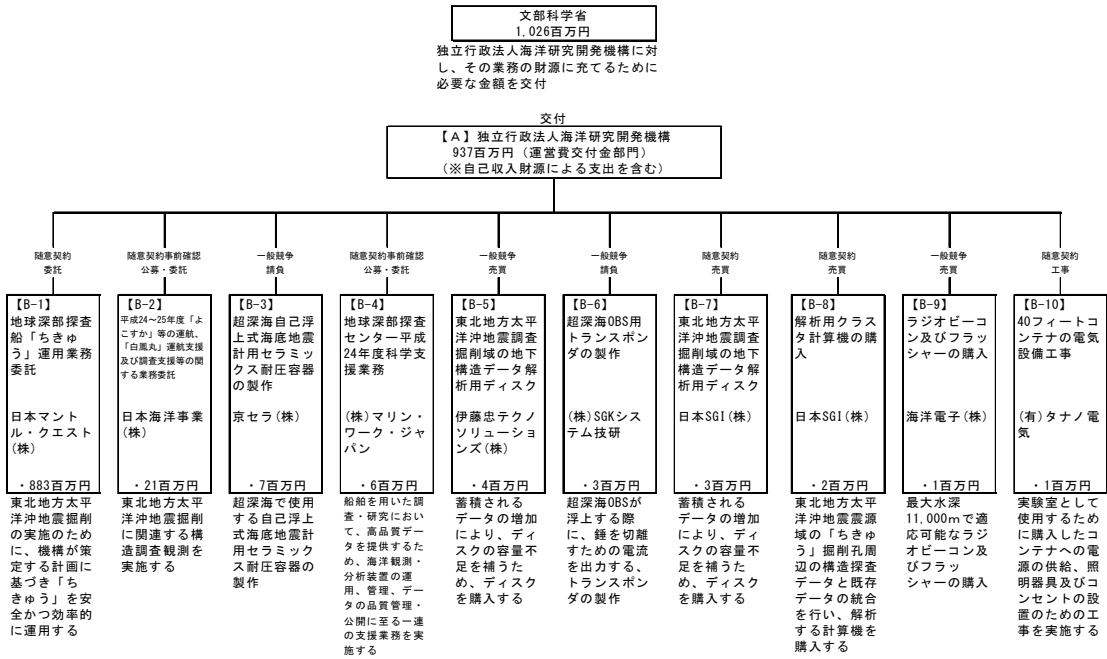 文部科学省
1,026百万円
独立行政法人海洋研究開発機構に対
し、その業務の財源に充てるために
必要な金額を交付
交付
【A】独立行政法人海洋研究開発機構
937百万円（運営費交付金部門）
（※自己収入財源による支出を含む）
随意契約
委託
【B-1】
地球深部探査
船「ちきゅ
う」運用業務
委託
日本マント
ル・クエスト
(株)
・883百万円
東北地方太平
洋沖地震掘削
の実施のため
に、機構が策
定する計画に
基づき「ち
きゅう」を安
全かつ効率的
に運用する
随意契約事前確認
公募・委託
【B-2】
平成24～25年度「よ
こすか」等の運航、
「白鳳丸」運航支援
及び調査支援等の関
する業務委託
日本海洋事業
(株)
・21百万円
東北地方太平
洋沖地震掘削
に関連する構
造調査観測を
実施する
一般競争
請負
【B-3】
超深海自己浮
上式海底地震
計用セラミッ
クス耐圧容器
の製作
京セラ(株)
・7百万円
超深海で使用
する自己浮上
式海底地震計
用セラミック
ス耐圧容器の
製作
随意契約事前確認
公募・委託
【B-4】
地球深部探査
センター平成
24年度科学支
援業務
(株)マリン・
ワーク・ジャ
パン
・6百万円
船舶を用いた調
査・研究におい
て、高品質デー
タを提供するた
め、海洋観測・
分析装置の運
用、管理、デー
タの品質管理・
公開に至る一連
の支援業務を実
施する
一般競争
売買
【B-5】
東北地方太平
洋沖地震調査
掘削域の地下
構造データ解
析用ディスク
伊藤忠テクノ
ソリューショ
ンズ(株)
・4百万円
蓄積される
データの増加
により、ディ
スクの容量不
足を補うた
め、ディスク
を購入する
一般競争
請負
【B-6】
超深海OBS用
トランスポン
ダの製作
(株)SGKシス
テム技研
・3百万円
超深海OBSが
浮上する際
に、錘を切離
すための電流
を出力する、
トランスポン
ダの製作
随意契約
売買
【B-7】
東北地方太平
洋沖地震調査
掘削域の地下
構造データ解
析用ディスク
日本SGI(株)
・3百万円
蓄積される
データの増加
により、ディ
スクの容量不
足を補うた
め、ディスク
を購入する
随意契約
売買
【B-8】
解析用クラス
タ計算機の購
入
日本SGI(株)
・2百万円
東北地方太平
洋沖地震震源
域の「ちきゅ
う」掘削孔周
辺の構造探査
データと既存
データの統合
を行い、解析
する計算機を
購入する
一般競争
売買
【B-9】
ラジオビーコ
ン及びフラッ
シャーの購入
海洋電子(株)
・1百万円
最大水深
11,000mで適
応可能なラジ
オビーコン及
びフラッ
シャーの購入
随意契約
工事
【B-10】
40フィートコ
ンテナの電気
設備工事
(有)タナノ電
気
・1百万円
実験室として
使用するため
に購入したコ
ンテナへの電
源の供給、照
明器具及びコ
ンセントの設
置のための工
事を実施する